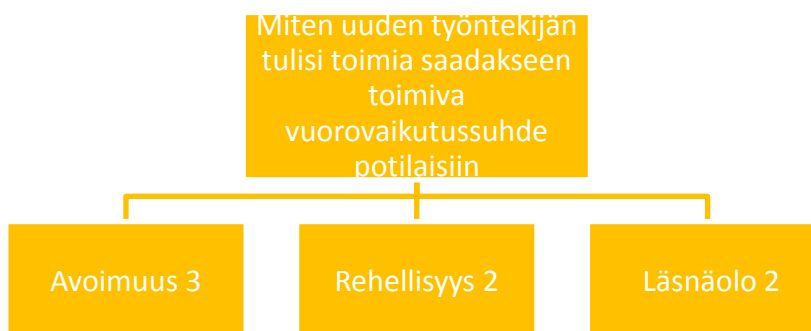 Miten uuden työntekijän
tulisi toimia saadakseen
toimiva
vuorovaikutussuhde
potilaisiin
Avoimuus 3
Rehellisyys 2
Läsnäolo 2